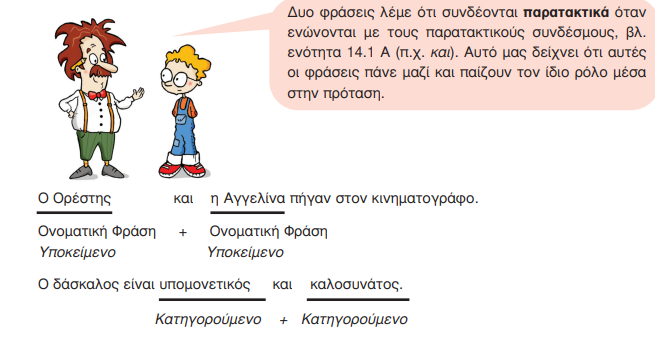 Δυο φράσεις λέμε ότι συνδέονται παρατακτικά όταν
ενώνονται με τους παρατακτικούς συνδέσμους, βλ.
ενότητα 14.1 Α (π.χ. και). Αυτό μας δείχνει ότι αυτές
οι φράσεις πάνε μαζί και παίζουν τον ίδιο ρόλο μέσα
στην πρόταση.
Ο Ορέστης και η Αγγελίνα πήγαν στον κινηματογράφο.
Ονοματική Φράση + Ονοματική Φράση
Υποκείμενο Υποκείμενο
Ο δάσκαλος είναι υπομονετικός και καλοσυνάτος.
Κατηγορούμενο + Κατηγορούμενο